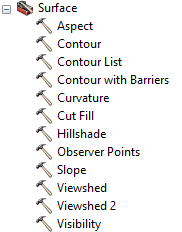 Surface
Aspect
Contour
Contour List
Contour with Barriers
Curvature
Cut Fill
Hillshade
Observer Points
Slope
Viewshed
Viewshed 2
Visibility